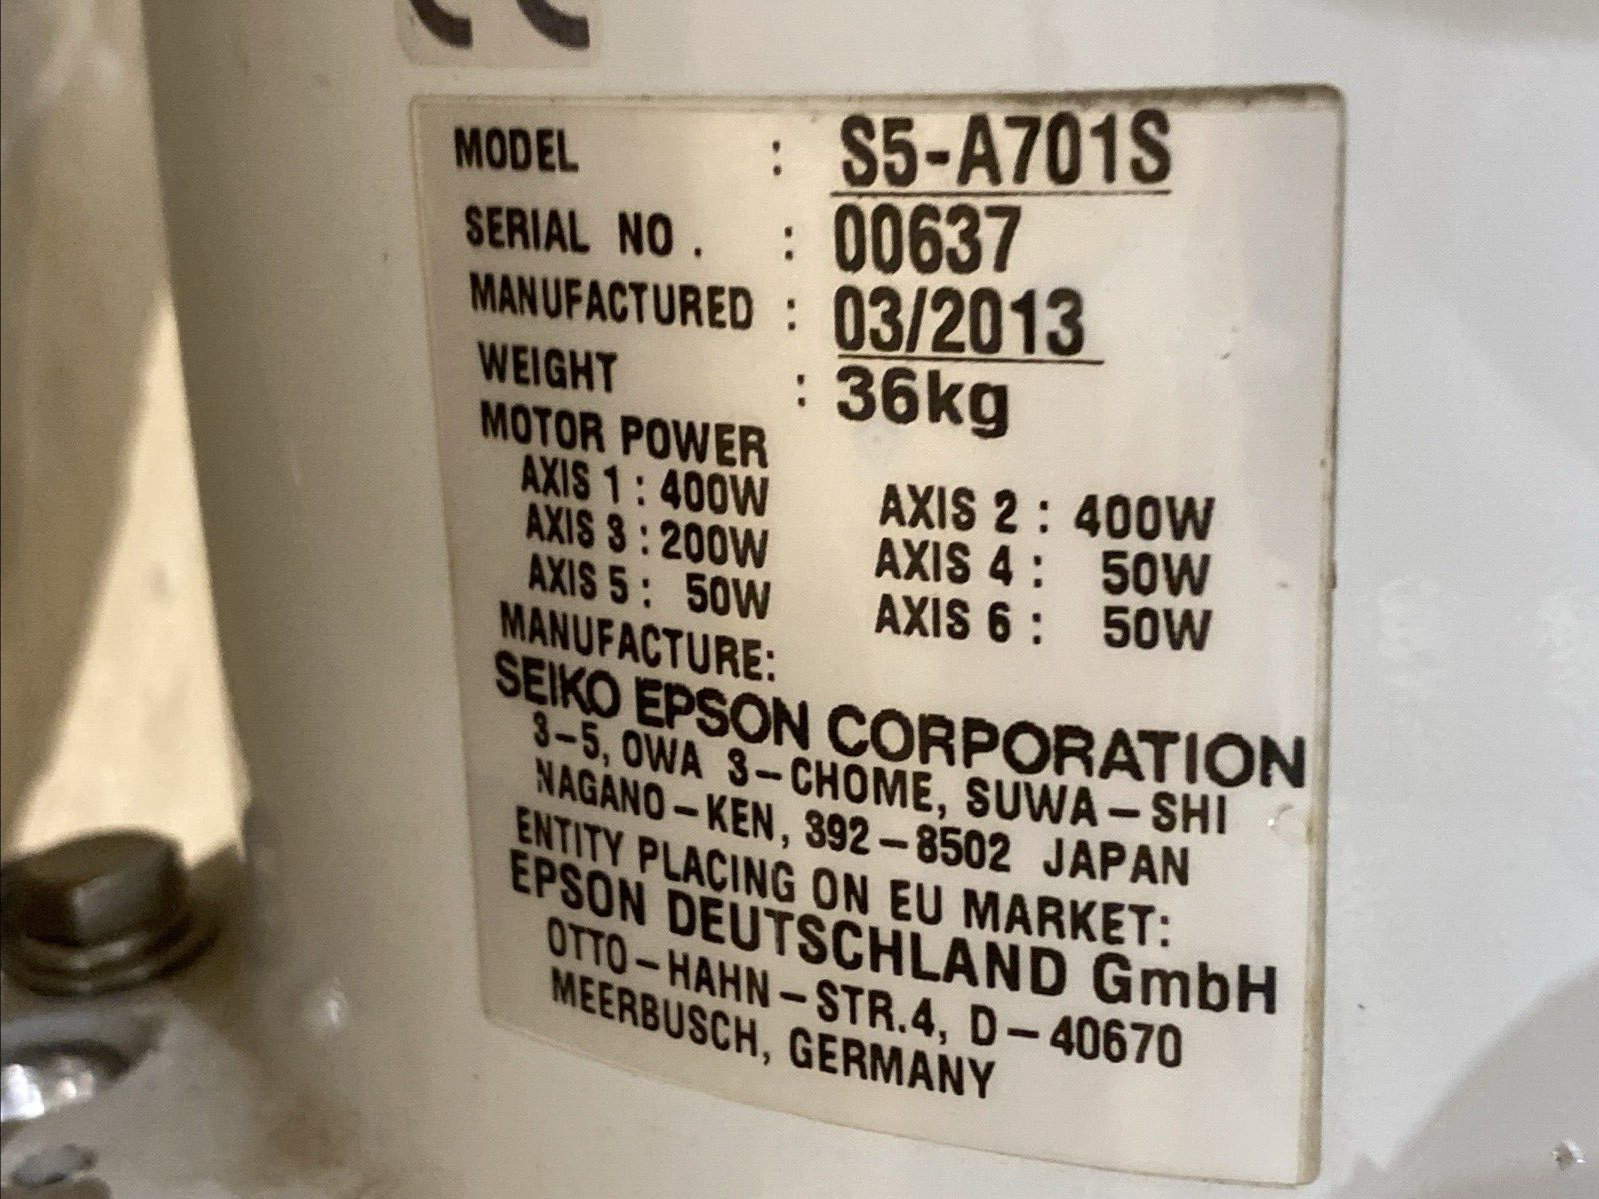 CE
MODEL : S5-A701S
SERIAL NO. : 00637
MANUFACTURED : 03/2013
WEIGHT : 36kg
MOTOR POWER
AXIS 1 : 400W AXIS 2 : 400W
AXIS 3 : 200W AXIS 4 : 50W
AXIS 5 : 50W AXIS 6 : 50W
MANUFACTURE:
SEIKO EPSON CORPORATION
3-5, OWA 3-CHOME, SUWA-SHI
NAGANO-KEN, 392-8502 JAPAN
ENTITY PLACING ON EU MARKET:
EPSON DEUTSCHLAND GmbH
OTTO-HAHN-STR.4, D-40670
MEERBUSCH, GERMANY